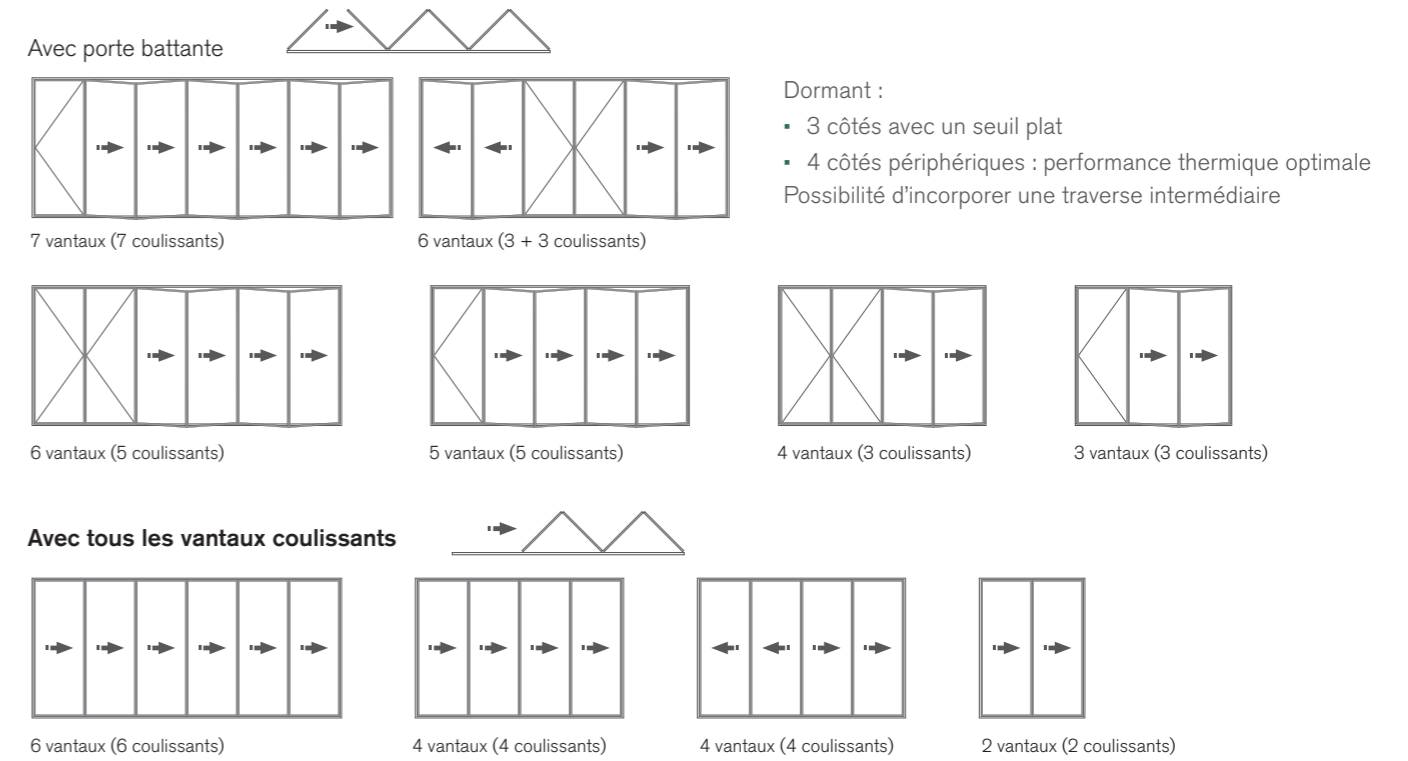 Avec porte battante
Dormant :
▪ 3 côtés avec un seuil plat
▪ 4 côtés périphériques : performance thermique optimale
Possibilité d’incorporer une traverse intermédiaire
7 vantaux (7 coulissants)
6 vantaux (3 + 3 coulissants)
6 vantaux (5 coulissants)
5 vantaux (5 coulissants)
4 vantaux (3 coulissants)
3 vantaux (3 coulissants)
Avec tous les vantaux coulissants
6 vantaux (6 coulissants)
4 vantaux (4 coulissants)
4 vantaux (4 coulissants)
2 vantaux (2 coulissants)